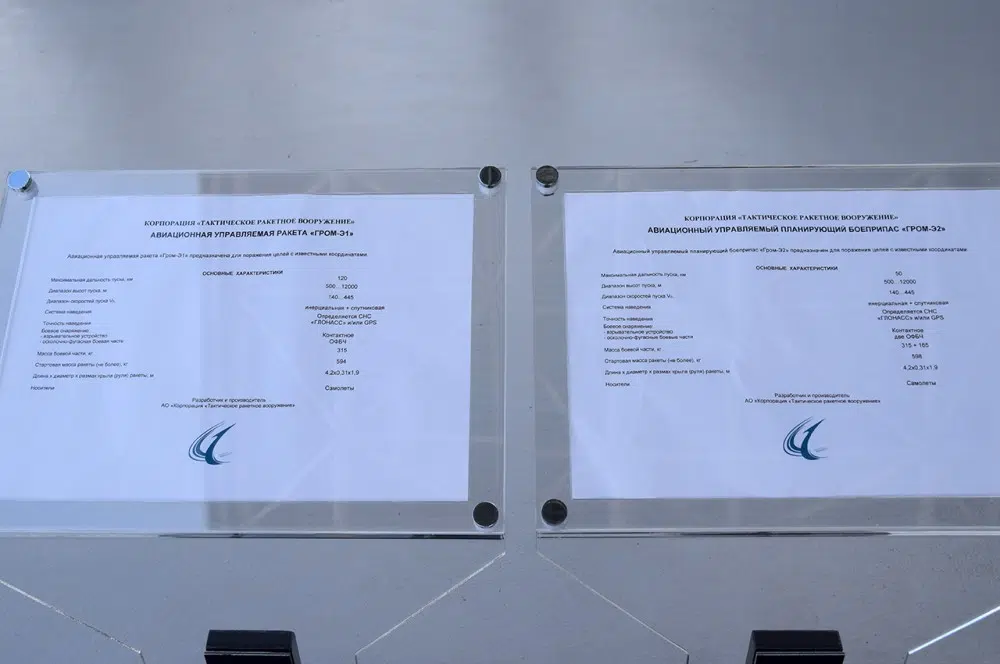 КОРПОРАЦИЯ «ТАКТИЧЕСКОЕ РАКЕТНОЕ ВООРУЖЕНИЕ»
АВИАЦИОННАЯ УПРАВЛЯЕМАЯ РАКЕТА «ГРОМ-Э1»
Авиационная управляемая ракета «Гром-Э1» предназначена для поражения целей с известными координатами.
ОСНОВНЫЕ ХАРАКТЕРИСТИКИ
Максимальная дальность пуска, км 120
Диапазон высот пуска, м 500...12000
Диапазон скоростей пуска 140...445
Система наведения инерциальная + спутниковая
Точность наведения Определяется СНС
«ГЛОНАСС» и/или GPS
Боевое снаряжение:
- взрывательное устройство Контактное
- осколочно-фугасная боевая часть ОФБЧ
Масса боевой части, кг 315
Стартовая масса ракеты (не более), кг 594
Длина х диаметр х размах крыла (руля) ракеты, м 4,2х0,31х1,9
Носители Самолеты
Разработчик и производитель
АО «Корпорация «Тактическое ракетное вооружение»
КОРПОРАЦИЯ «ТАКТИЧЕСКОЕ РАКЕТНОЕ ВООРУЖЕНИЕ»
АВИАЦИОННЫЙ УПРАВЛЯЕМЫЙ ПЛАНИРУЮЩИЙ БОЕПРИПАС «ГРОМ-Э2»
Авиационный управляемый планирующий боеприпас «Гром-Э2» предназначен для поражения целей с известными координатами.
ОСНОВНЫЕ ХАРАКТЕРИСТИКИ
Максимальная дальность пуска, км 50
Диапазон высот пуска, м 500...12000
Диапазон скоростей пуска 140...445
Система наведения инерциальная + спутниковая
Точность наведения Определяется СНС
«ГЛОНАСС» и/или GPS
Боевое снаряжение:
- взрывательное устройство Контактное
- осколочно-фугасные боевые части две ОФБЧ
Масса боевой части, кг 315 + 165
Стартовая масса ракеты (не более), кг 598
Длина х диаметр х размах крыла (руля) ракеты, м 4,2х0,31х1,9
Носители Самолеты
Разработчик и производитель
АО «Корпорация «Тактическое ракетное вооружение»